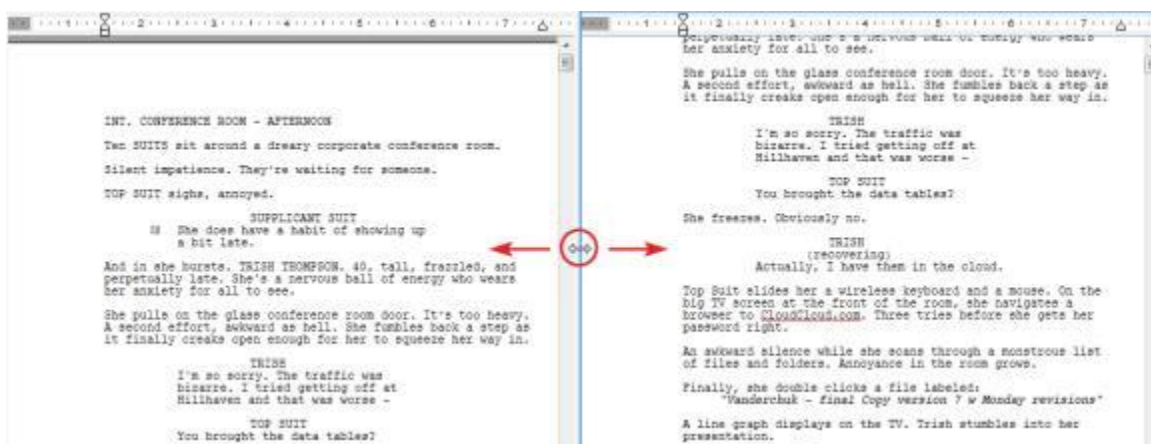 INT. CONFERENCE ROOM - AFTERNOON
Ten SUITS sit around a dreary corporate conference room.
Silent impatience. They're waiting for someone.
TOP SUIT sighs, annoyed.
SUPPLICANT SUIT
She does have a habit of showing up
a bit late.
And in she bursts. TRISH THOMPSON. 40, tall, frazzled, and
perpetually late. She's a nervous ball of energy who wears
her anxiety for all to see.
She pulls on the glass conference room door. It's too heavy.
A second effort, awkward as hell. She fumbles back a step as
it finally creaks open enough for her to squeeze her way in.
TRISH
I'm so sorry. The traffic was
bizarre. I tried getting off at
Hillhaven and that was worse -
TOP SUIT
You brought the data tables?
perpetually late. She's a nervous ball of energy who wears
her anxiety for all to see.
She pulls on the glass conference room door. It's too heavy.
A second effort, awkward as hell. She fumbles back a step as
it finally creaks open enough for her to squeeze her way in.
TRISH
I'm so sorry. The traffic was
bizarre. I tried getting off at
Hillhaven and that was worse -
TOP SUIT
You brought the data tables?
She freezes. Obviously no.
TRISH
(recovering)
Actually, I have them in the cloud.
Top Suit slides her a wireless keyboard and a mouse. On the
big TV screen at the front of the room, she navigates a
browser to CloudCloud.com. Three tries before she gets her
password right.
An awkward silence while she scans through a monstrous list
of files and folders. Annoyance in the room grows.
Finally, she double clicks a file labeled:
"Vanderchuk - final Copy version 7 w Monday revisions"
A line graph displays on the TV. Trish stumbles into her
presentation.